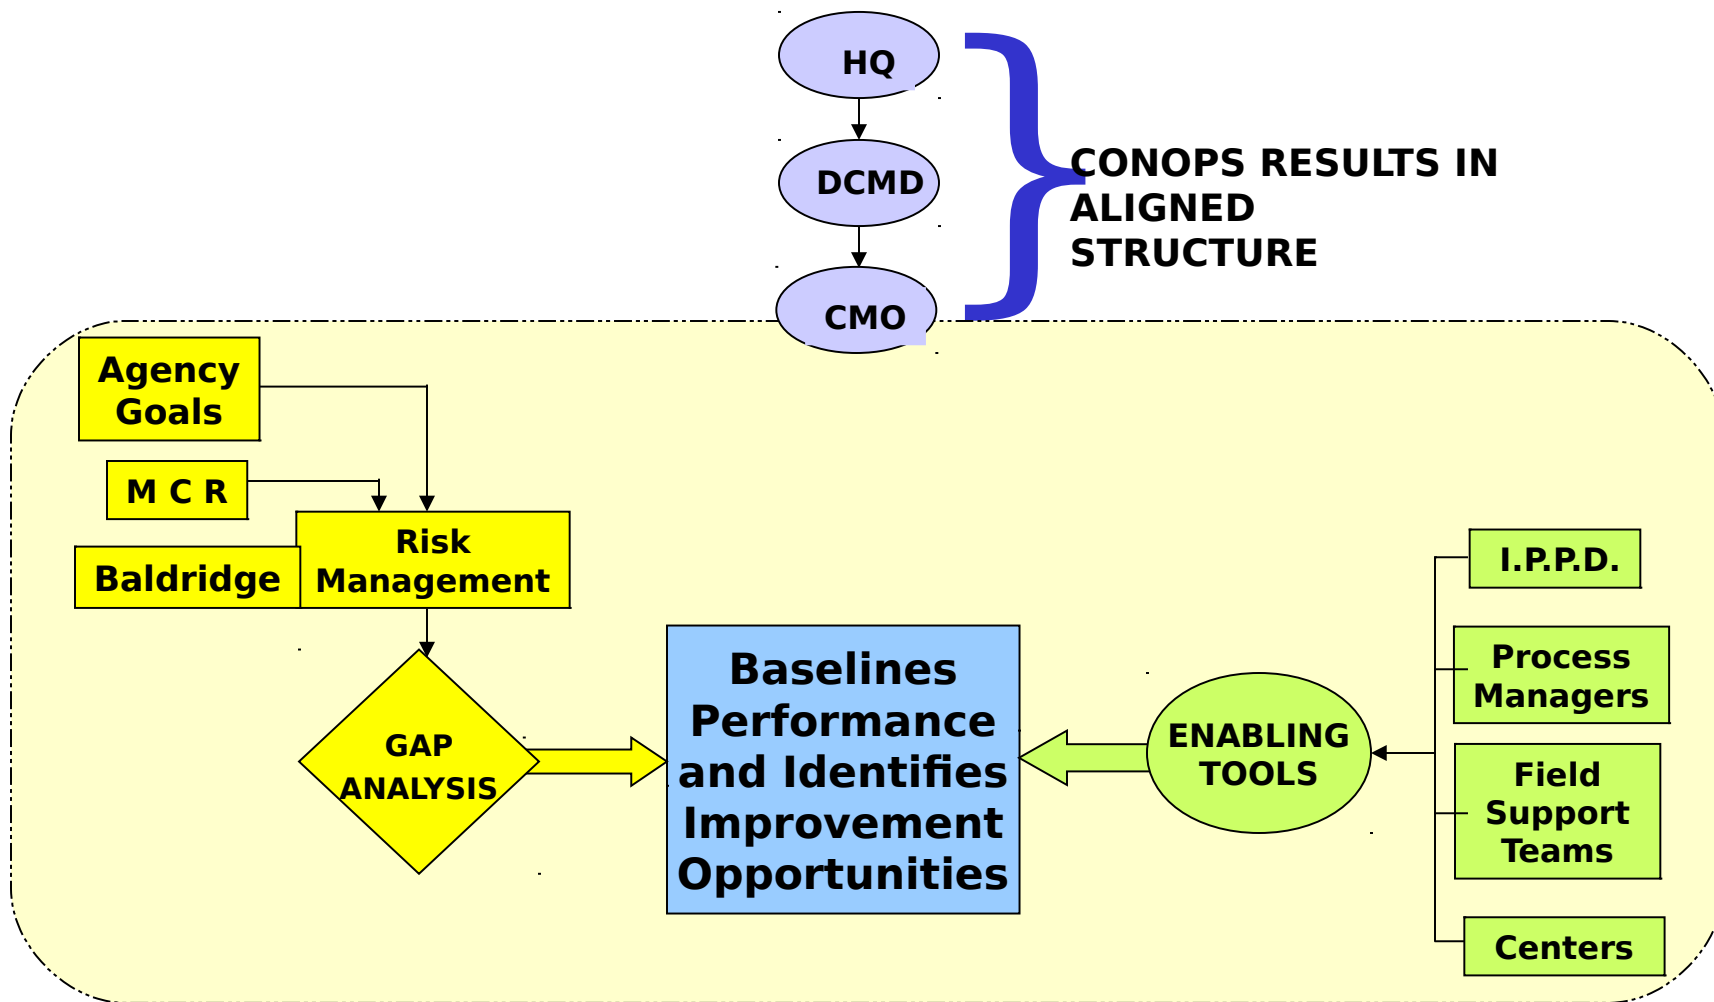 HQ
DCMD
CMO
CONOPS RESULTS IN
ALIGNED
STRUCTURE
Agency
Goals
M C R
Baldridge
Risk
Management
GAP
ANALYSIS
Baselines
Performance
and Identifies
Improvement
Opportunities
ENABLING
TOOLS
I.P.P.D.
Process
Managers
Field
Support
Teams
Centers